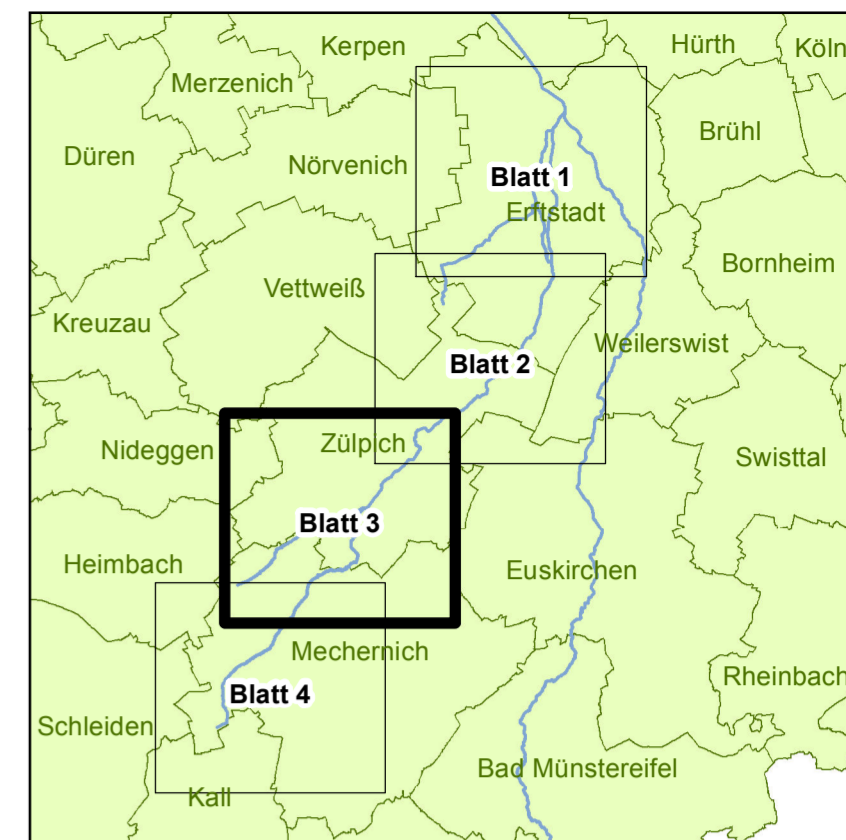 Kerpen
Hürth
Köln
Merzenich
Brühl
Düren
Nörvenich
Blatt 1
Erftstadt
Bornheim
Vettweiß
Kreuzau
Weilerswist
Blatt 2
Zülpich
Nideggen
Swisttal
Blatt 3
Heimbach
Euskirchen
Mechernich
Rheinbach
Blatt 4
Schleiden
Bad Münstereifel
Kall